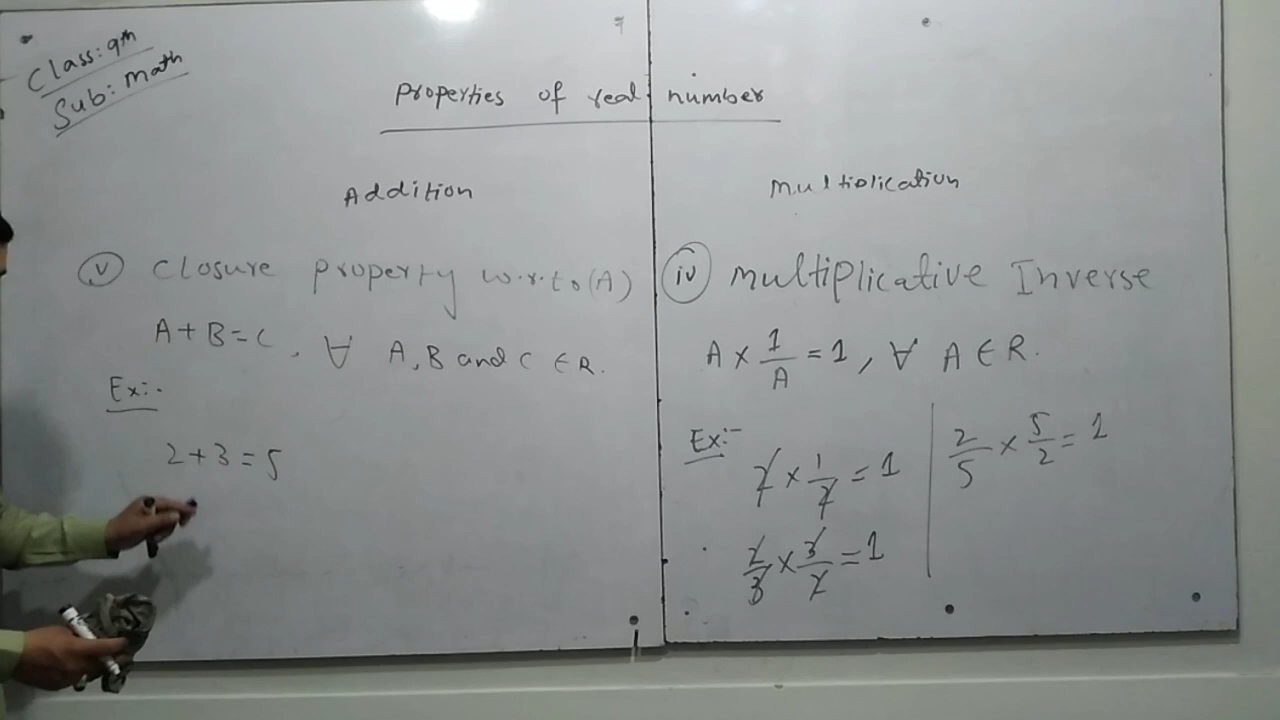 Class: 9th
Sub: Math
Properties of real number
Addition
Multiplication
(v) Closure property w.r.to(A)
A+B=C, ∀ A,B and C ∈ R.
Ex:-
2+3=5
(iv) Multiplicative Inverse
A × 1/A = 1, ∀ A ∈ R.
Ex:-
7 × 1/7 = 1
2/3 × 3/2 = 1
2/5 × 5/2 = 1